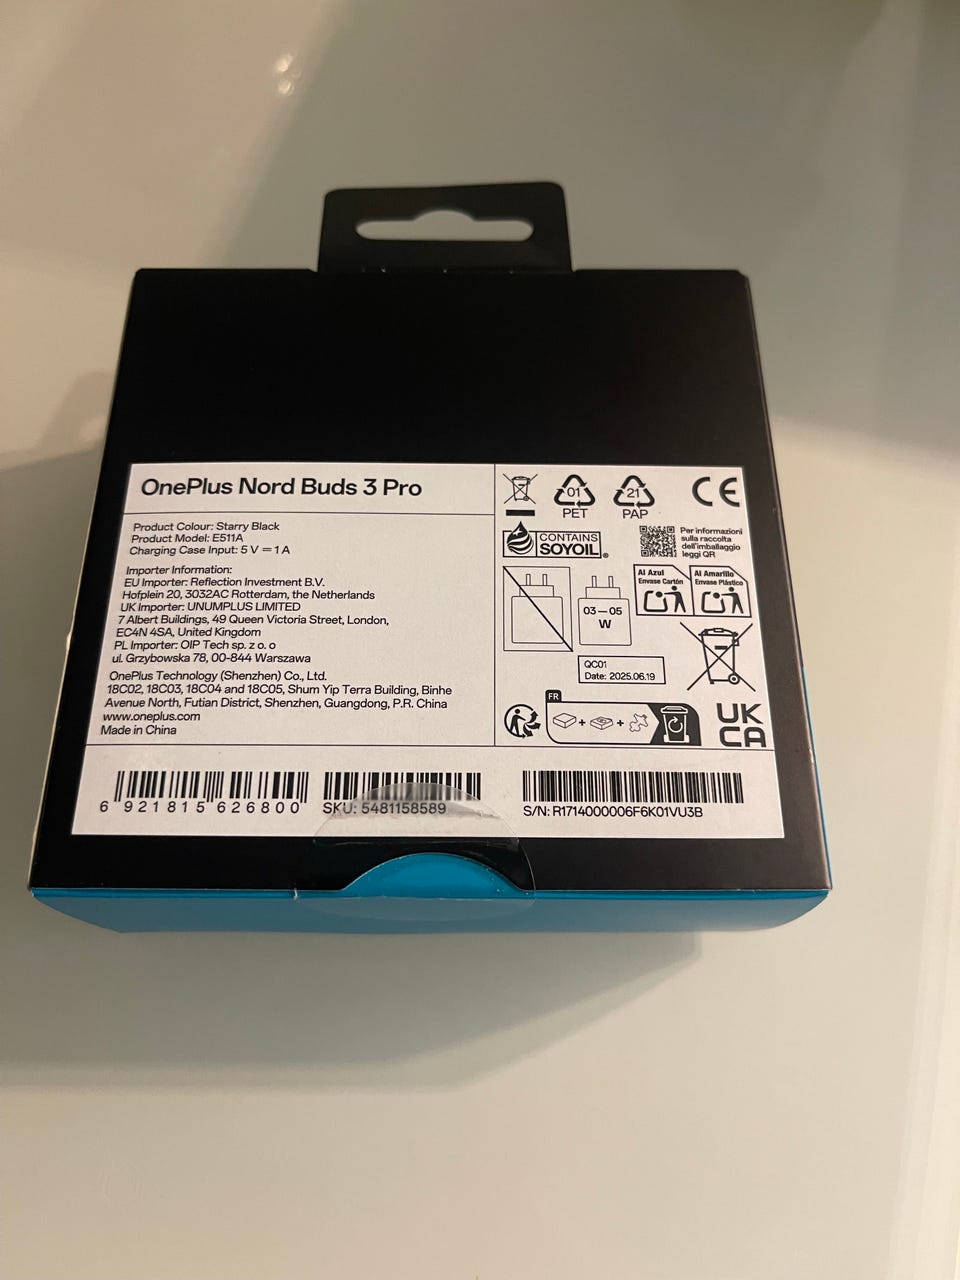 OnePlus Nord Buds 3 Pro
Product Colour: Starry Black
Product Model: E511A
Charging Case Input: 5 V ⎓ 1 A
Importer Information:
EU Importer: Reflection Investment B.V.
Hofplein 20, 3032AC Rotterdam, the Netherlands
UK Importer: UNUMPLUS LIMITED
7 Albert Buildings, 49 Queen Victoria Street, London,
EC4N 4SA, United Kingdom
PL Importer: OIP Tech sp. z o. o
ul. Grzybowska 78, 00-844 Warszawa
OnePlus Technology (Shenzhen) Co., Ltd.
18C02, 18C03, 18C04 and 18C05, Shum Yip Terra Building, Binhe
Avenue North, Futian District, Shenzhen, Guangdong, P.R. China
www.oneplus.com
Made in China
01
PET
21
PAP
CE
CONTAINS
SOYOIL®
Per informazioni
sulla raccolta
dell'imballaggio
leggi QR
Al Azul
Envase Cartón
Al Amarillo
Envase Plástico
03 — 05
W
QC01
Date: 2025.06.19
FR
+ +
UK
CA
6 921815 626800
SKU: 5481158589
S/N: R1714000006F6K01VU3B